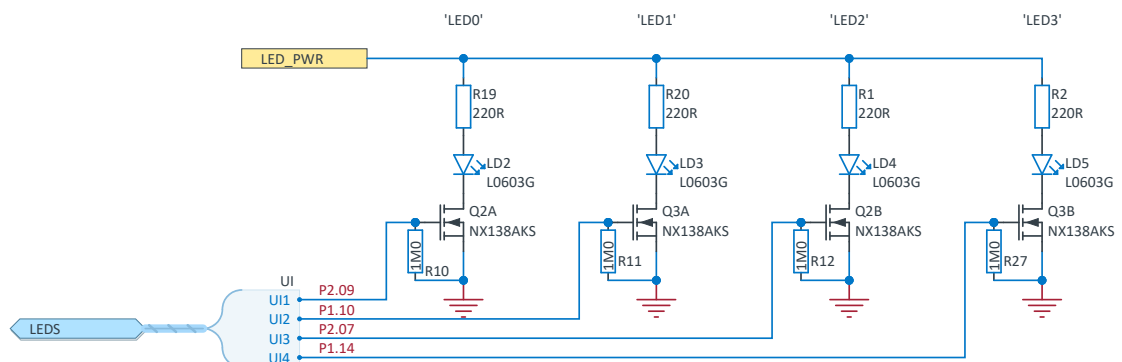 'LED0' 'LED1' 'LED2' 'LED3'
LED_PWR
R19 R20 R1 R2
220R 220R 220R 220R
LD2 LD3 LD4 LD5
L0603G L0603G L0603G L0603G
Q2A Q3A Q2B Q3B
NX138AKS NX138AKS NX138AKS NX138AKS
1M0 1M0 1M0 1M0
R10 R11 R12 R27
UI
P2.09
UI1
P1.10
UI2
P2.07
LEDS UI3
P1.14
UI4